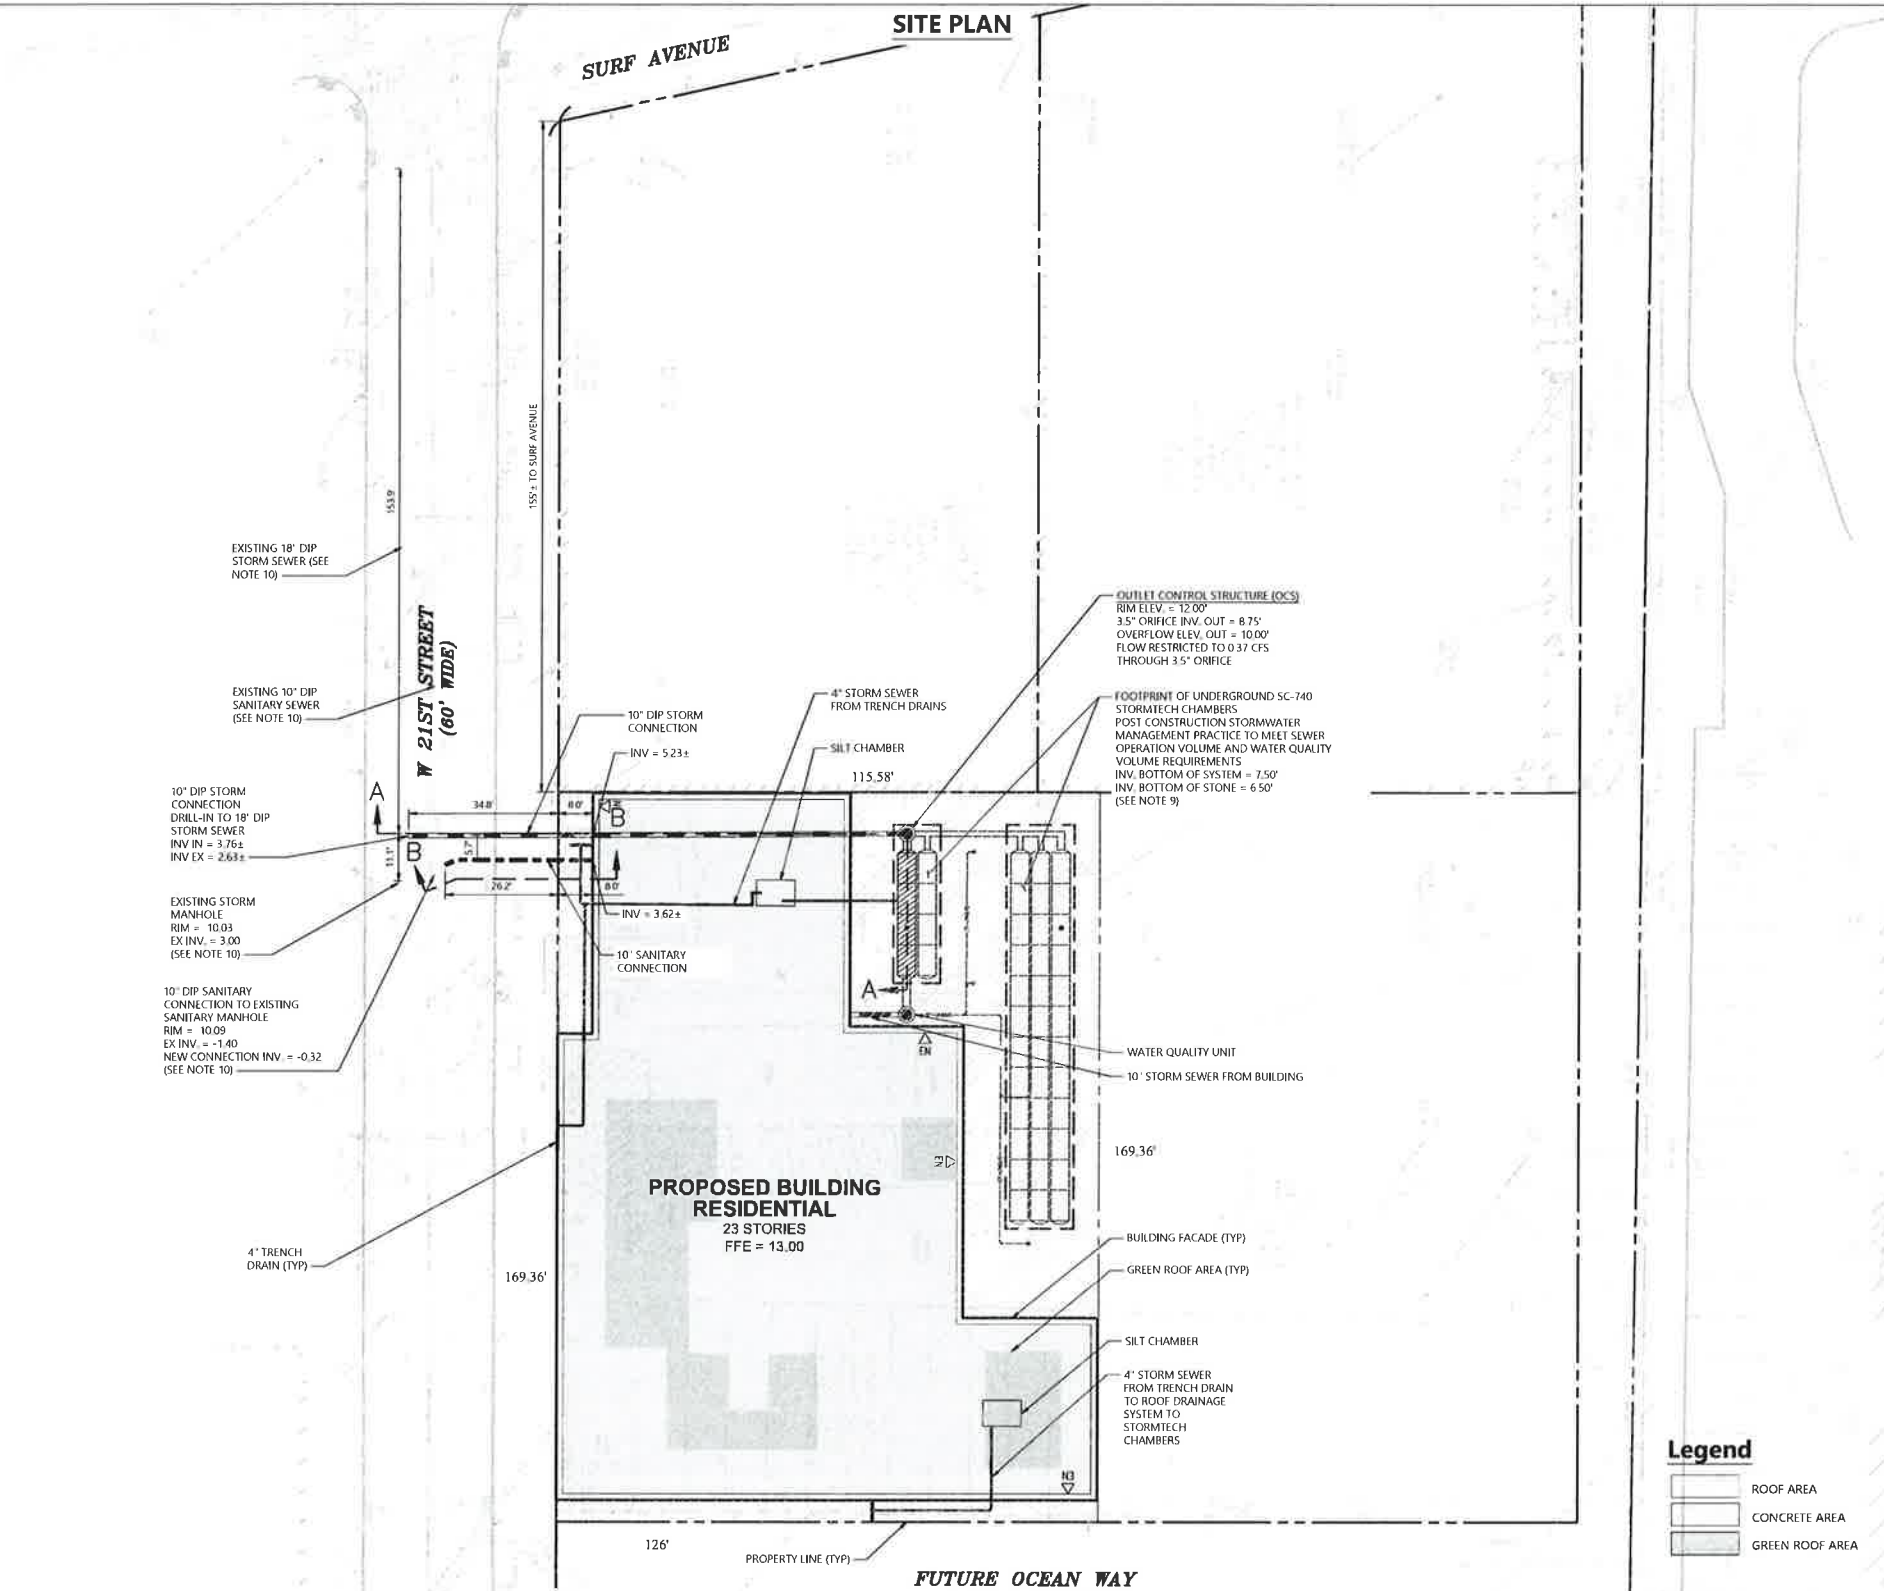 SITE PLAN
SURF AVENUE
155'± TO SURF AVENUE
153.9'
EXISTING 18' DIP
STORM SEWER (SEE
NOTE 10)
W 21ST STREET
(60' WIDE)
EXISTING 10" DIP
SANITARY SEWER
(SEE NOTE 10)
OUTLET CONTROL STRUCTURE (OCS)
RIM ELEV. = 12.00'
3.5" ORIFICE INV. OUT = 8.75'
OVERFLOW ELEV. OUT = 10.00'
FLOW RESTRICTED TO 0.37 CFS
THROUGH 3.5" ORIFICE
FOOTPRINT OF UNDERGROUND SC-740
STORMTECH CHAMBERS
POST CONSTRUCTION STORMWATER
MANAGEMENT PRACTICE TO MEET SEWER
OPERATION VOLUME AND WATER QUALITY
VOLUME REQUIREMENTS
INV. BOTTOM OF SYSTEM = 7.50'
INV. BOTTOM OF STONE = 6.50'
(SEE NOTE 9)
4" STORM SEWER
FROM TRENCH DRAINS
10" DIP STORM
CONNECTION
SILT CHAMBER
INV = 5.23±
115.58'
10" DIP STORM
CONNECTION
DRILL-IN TO 18' DIP
STORM SEWER
INV IN = 3.76±
INV EX = 2.63±
A
34.8'
8.0'
EN
B
B
5.7'
11.1'
26.2'
8.0'
EXISTING STORM
MANHOLE
RIM = 10.03
EX INV. = 3.00
(SEE NOTE 10)
INV = 3.62±
10' SANITARY
CONNECTION
10" DIP SANITARY
CONNECTION TO EXISTING
SANITARY MANHOLE
RIM = 10.09
EX INV. = -1.40
NEW CONNECTION INV. = -0.32
(SEE NOTE 10)
A
EN
WATER QUALITY UNIT
10' STORM SEWER FROM BUILDING
169.36'
EN
PROPOSED BUILDING
RESIDENTIAL
23 STORIES
FFE = 13.00
4" TRENCH
DRAIN (TYP)
169.36'
BUILDING FACADE (TYP)
GREEN ROOF AREA (TYP)
SILT CHAMBER
4" STORM SEWER
FROM TRENCH DRAIN
TO ROOF DRAINAGE
SYSTEM TO
STORMTECH
CHAMBERS
EN
126'
PROPERTY LINE (TYP)
FUTURE OCEAN WAY
Legend
ROOF AREA
CONCRETE AREA
GREEN ROOF AREA